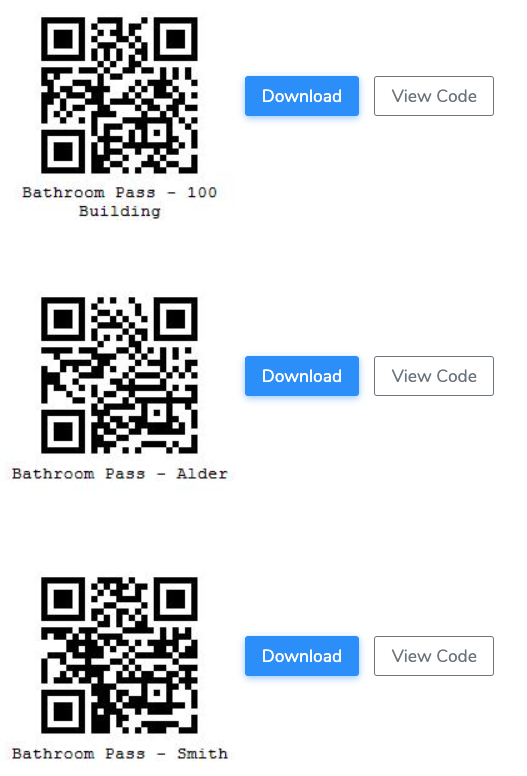 Download View Code
Bathroom Pass - 100
Building
Download View Code
Bathroom Pass - Alder
Download View Code
Bathroom Pass - Smith